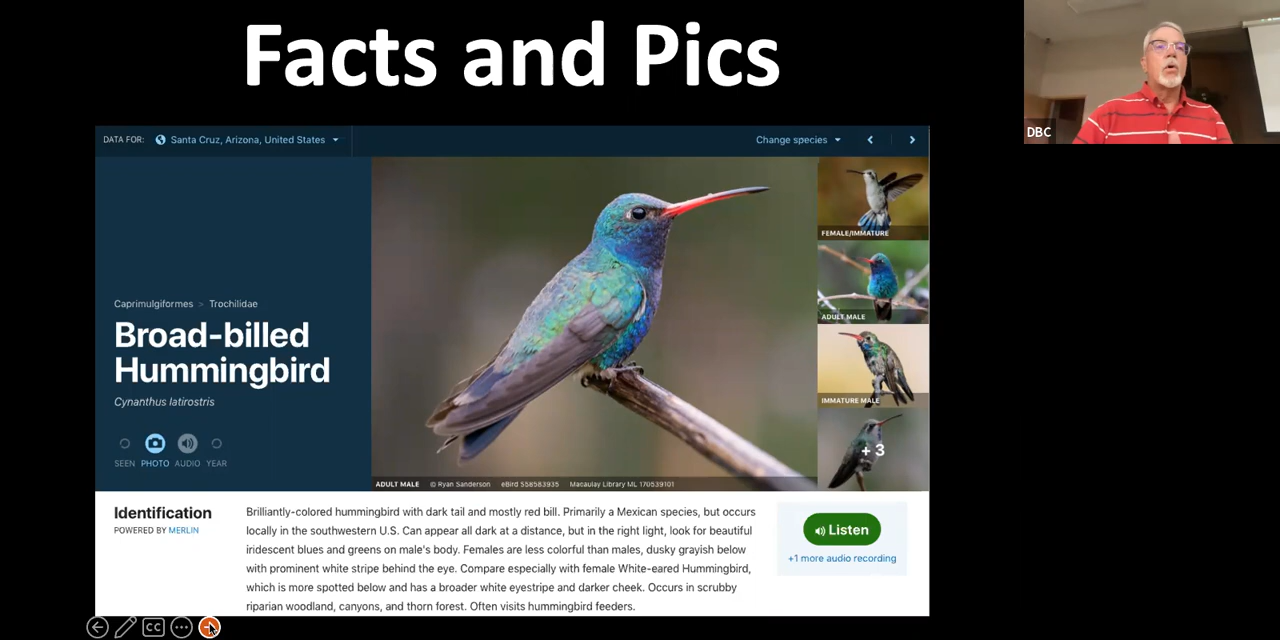 Facts and Pics
DBC
DATA FOR: Santa Cruz, Arizona, United States
Change species
FEMALE/IMMATURE
ADULT MALE
IMMATURE MALE
+ 3
Caprimulgiformes > Trochilidae
Broad-billed
Hummingbird
Cynanthus latirostris
SEEN PHOTO AUDIO YEAR
ADULT MALE © Ryan Sanderson eBird S58583935 Macaulay Library ML 170539101
Identification
POWERED BY MERLIN
Brilliantly-colored hummingbird with dark tail and mostly red bill. Primarily a Mexican species, but occurs
locally in the southwestern U.S. Can appear all dark at a distance, but in the right light, look for beautiful
iridescent blues and greens on male's body. Females are less colorful than males, dusky grayish below
with prominent white stripe behind the eye. Compare especially with female White-eared Hummingbird,
which is more spotted below and has a broader white eyestripe and darker cheek. Occurs in scrubby
riparian woodland, canyons, and thorn forest. Often visits hummingbird feeders.
Listen
+1 more audio recording
CC